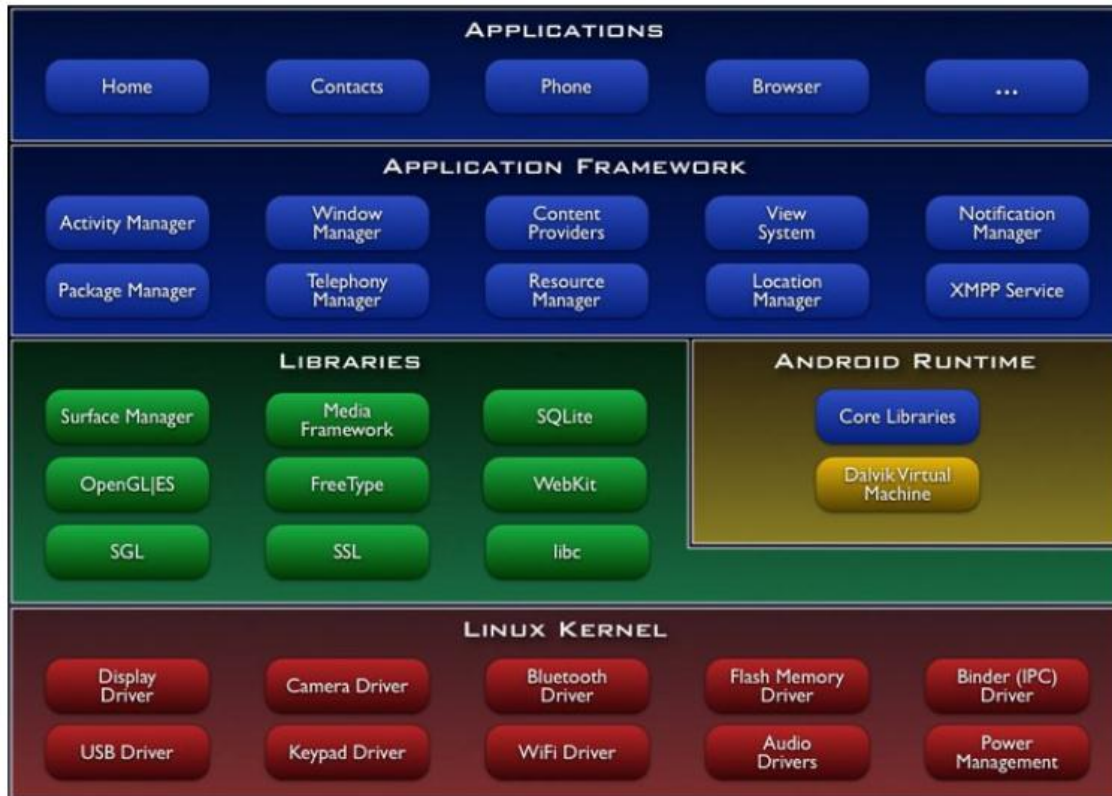 APPLICATIONS
Home
Contacts
Phone
Browser
...
APPLICATION FRAMEWORK
Activity Manager
Window
Manager
Content
Providers
View
System
Notification
Manager
Package Manager
Telephony
Manager
Resource
Manager
Location
Manager
XMPP Service
LIBRARIES
Surface Manager
Media
Framework
SQLite
OpenGL|ES
FreeType
WebKit
SGL
SSL
libc
ANDROID RUNTIME
Core Libraries
Dalvik Virtual
Machine
LINUX KERNEL
Display
Driver
Camera Driver
Bluetooth
Driver
Flash Memory
Driver
Binder (IPC)
Driver
USB Driver
Keypad Driver
WiFi Driver
Audio
Drivers
Power
Management